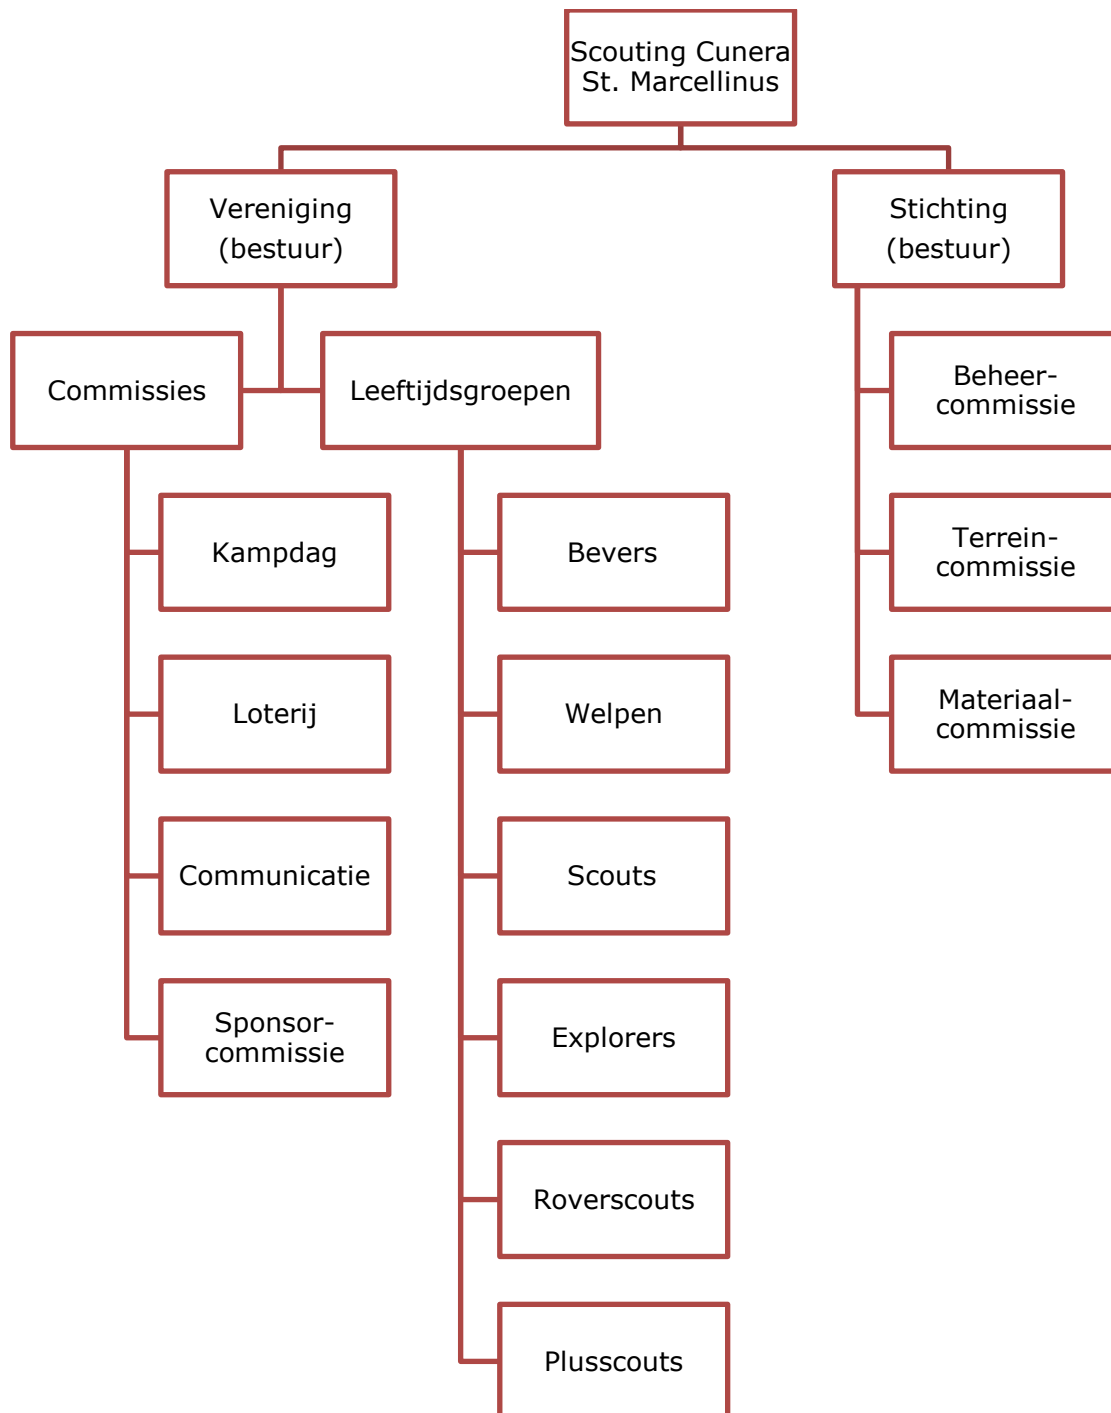 Scouting Cunera
St. Marcellinus
Vereniging
(bestuur)
Stichting
(bestuur)
Commissies
Leeftijdsgroepen
Kampdag
Loterij
Communicatie
Sponsor-
commissie
Bevers
Welpen
Scouts
Explorers
Roverscouts
Plusscouts
Beheer-
commissie
Terrein-
commissie
Materiaal-
commissie